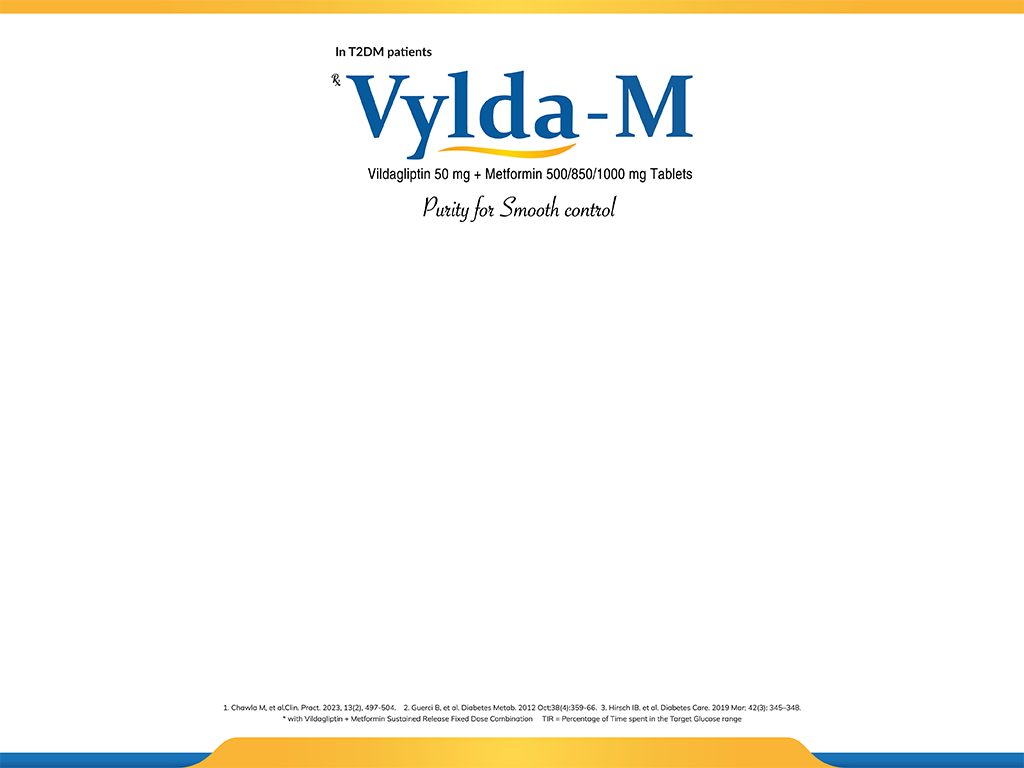 In T2DM patients
℞ Vylda-M
Vildagliptin 50 mg + Metformin 500/850/1000 mg Tablets
Purity for Smooth control
1. Chawla M, et al.Clin. Pract. 2023, 13(2), 497-504. 2. Guerci B, et al. Diabetes Metab. 2012 Oct;38(4):359-66. 3. Hirsch IB, et al. Diabetes Care. 2019 Mar; 42(3): 345–348.
* with Vildagliptin + Metformin Sustained Release Fixed Dose Combination TIR = Percentage of Time spent in the Target Glucose range